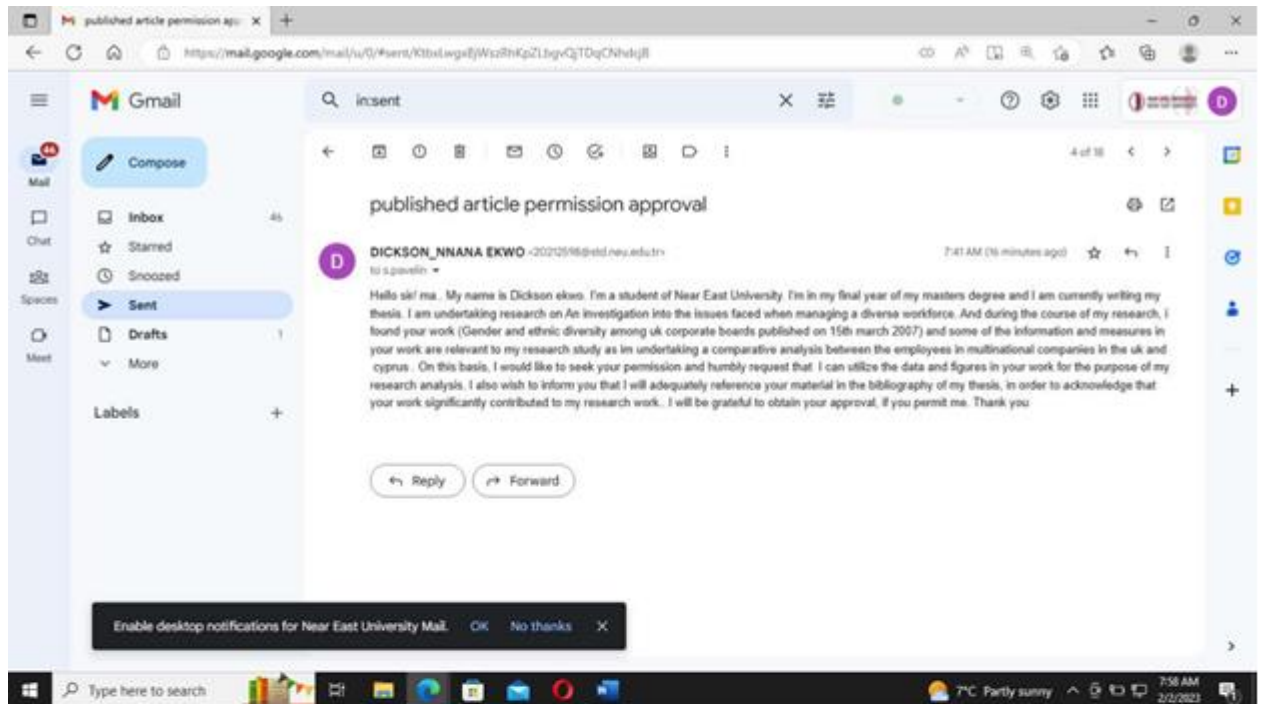 published article permission app
https://mail.google.com/mail/u/0/#sent/
Gmail
in:sent
D
46
Mail
Compose
4 of 18
Chat
Inbox 46
published article permission approval
Starred
DICKSON_NNANA EKWO
7:41 AM (16 minutes ago)
D
to s.pavelin
Spaces
Snoozed
Sent
Hello sir/ ma.. My name is Dickson ekwo. I'm a student of Near East University. I'm in my final year of my masters degree and I am currently writing my
thesis. I am undertaking research on An investigation into the issues faced when managing a diverse workforce. And during the course of my research, i
found your work (Gender and ethnic diversity among uk corporate boards published on 15th march 2007) and some of the information and measures in
your work are relevant to my research study as im undertaking a comparative analysis between the employees in multinational companies in the uk and
cyprus . On this basis, I would like to seek your permission and humbly request that I can utilize the data and figures in your work for the purpose of my
research analysis. I also wish to inform you that I will adequately reference your material in the bibliography of my thesis, in order to acknowledge that
your work significantly contributed to my research work.. I will be grateful to obtain your approval, if you permit me. Thank you
Meet
Drafts 1
More
Labels
Reply Forward
Enable desktop notifications for Near East University Mail. OK No thanks
Type here to search
7°C Partly sunny
7:58 AM
2/2/2023